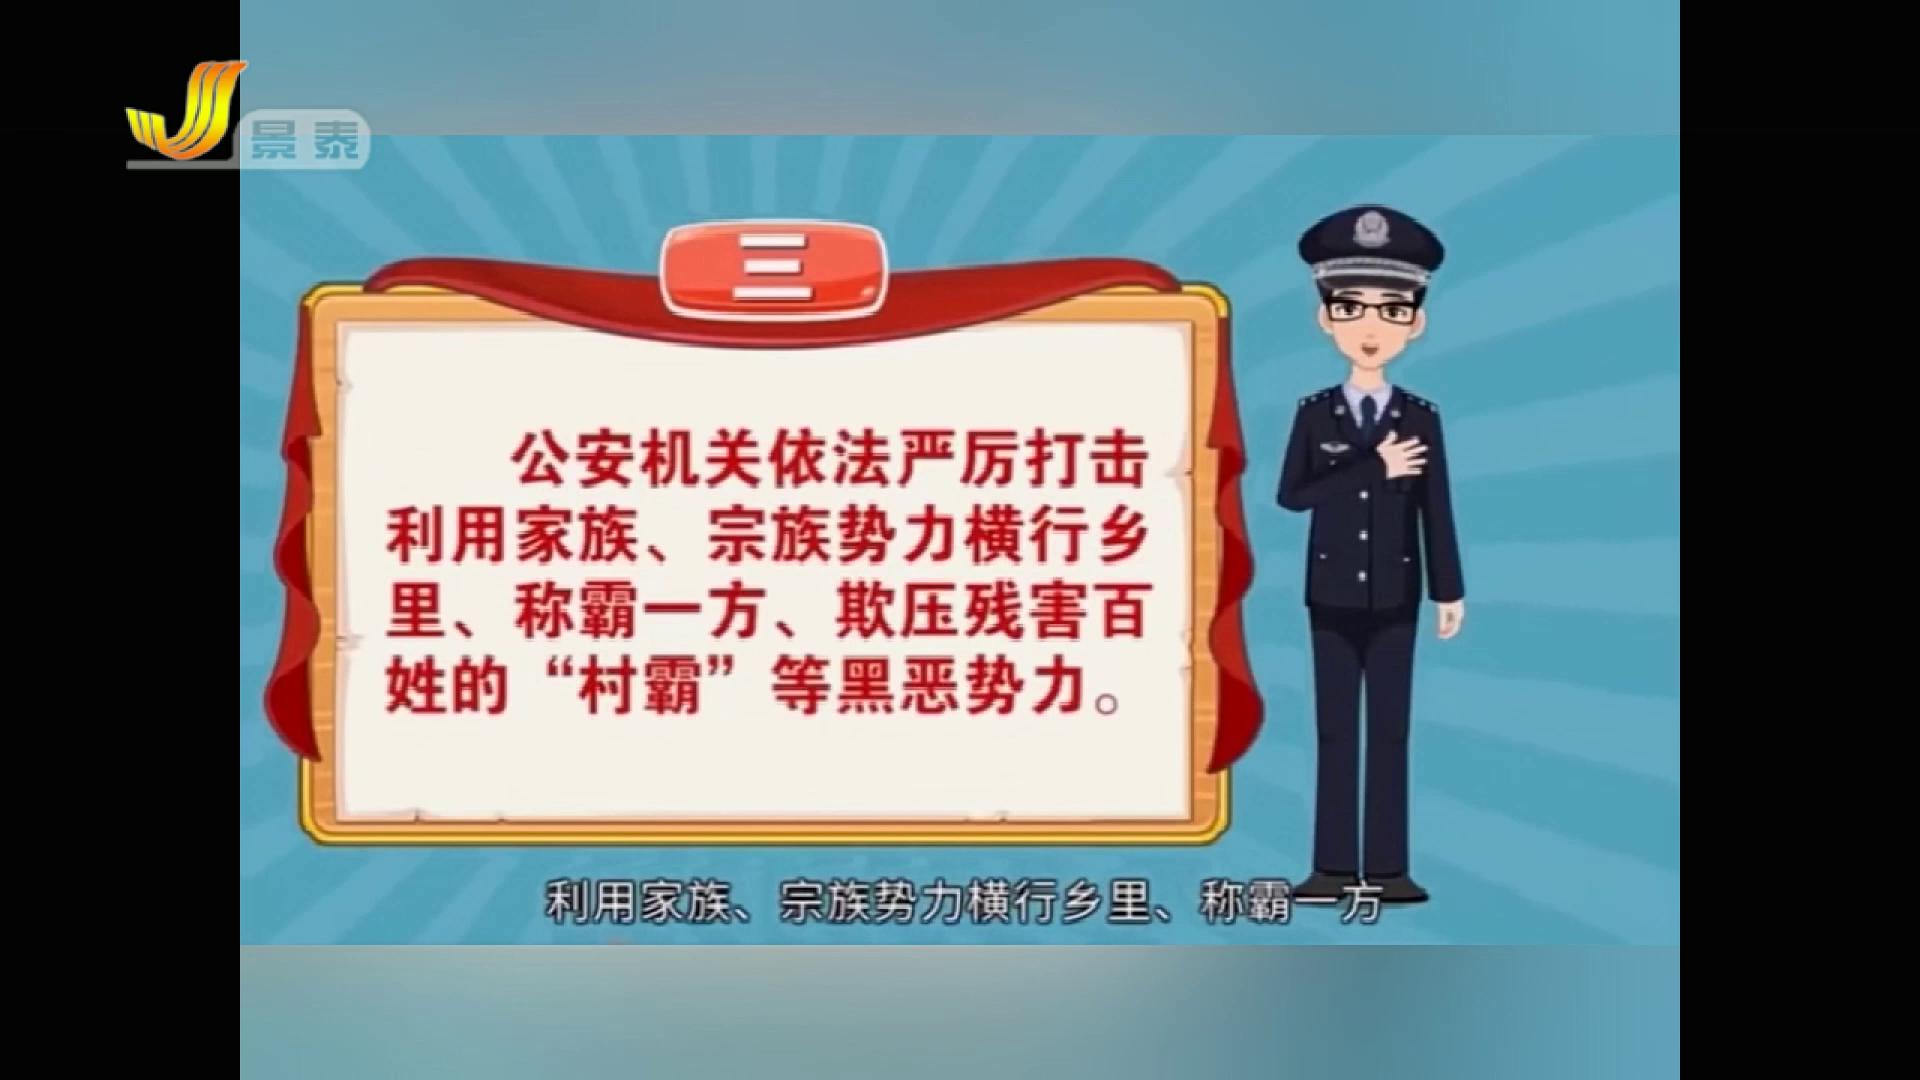 景泰
三
公安机关依法严厉打击
利用家族、宗族势力横行乡
里、称霸一方、欺压残害百
姓的“村霸”等黑恶势力。
利用家族、宗族势力横行乡里、称霸一方